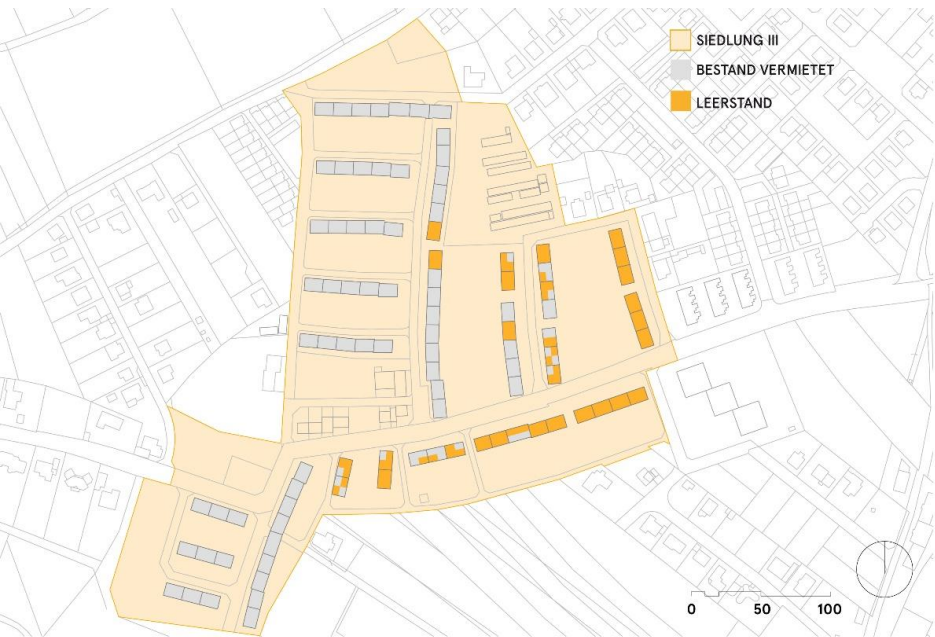 SIEDLUNG III
BESTAND VERMIETET
LEERSTAND
0 50 100